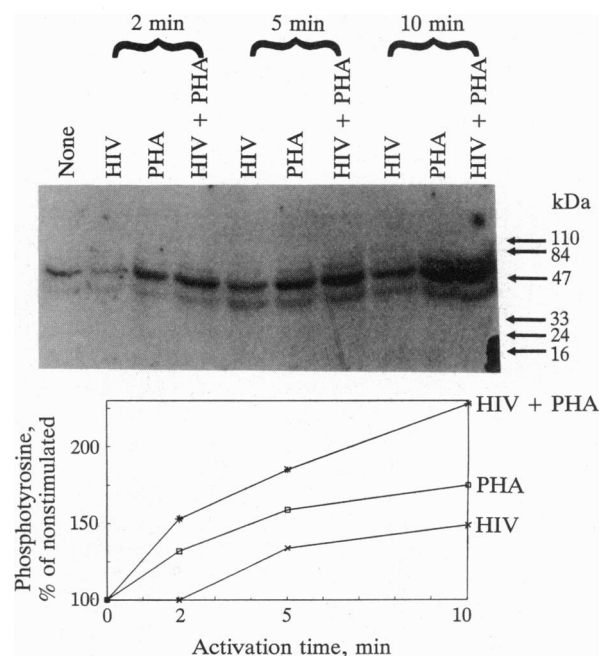 2 min 5 min 10 min
None
HIV
PHA
HIV + PHA
HIV
PHA
HIV + PHA
HIV
PHA
HIV + PHA
kDa
110
84
47
33
24
16
Phosphotyrosine,
% of nonstimulated
200
150
100
0 2 5 10
HIV + PHA
PHA
HIV
Activation time, min